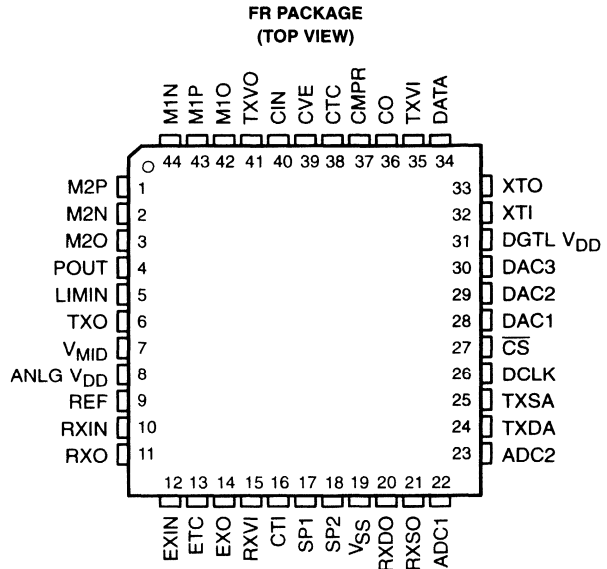 FR PACKAGE
(TOP VIEW)
M1N M1P M1O TXVO CIN CVE CTC CMPR CO TXVI DATA
44 43 42 41 40 39 38 37 36 35 34
M2P 1 33 XTO
M2N 2 32 XTI
M2O 3 31 DGTL VDD
POUT 4 30 DAC3
LIMIN 5 29 DAC2
TXO 6 28 DAC1
VMID 7 27 C̅S̅
ANLG VDD 8 26 DCLK
REF 9 25 TXSA
RXIN 10 24 TXDA
RXO 11 23 ADC2
12 13 14 15 16 17 18 19 20 21 22
EXIN ETC EXO RXVI CTI SP1 SP2 VSS RXDO RXSO ADC1